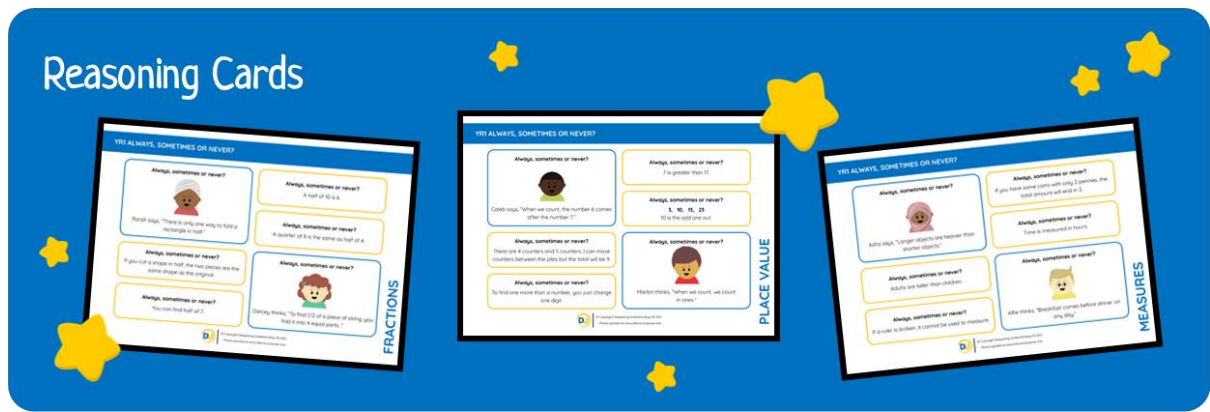 Reasoning Cards
YR1 ALWAYS, SOMETIMES OR NEVER?
Always, sometimes or never?
Ranjit says, "There is only one way to fold a
rectangle in half."
Always, sometimes or never?
A half of 10 is 6.
Always, sometimes or never?
A quarter of 8 is the same as half of 4.
Always, sometimes or never?
If you cut a shape in half, the two pieces are the
same shape as the original.
Always, sometimes or never?
You can find half of 7.
Always, sometimes or never?
Darcey thinks, "To find 1/2 of a piece of string, you
fold it into 4 equal parts."
FRACTIONS
YR1 ALWAYS, SOMETIMES OR NEVER?
Always, sometimes or never?
Caleb says, "When we count, the number 6 comes
after the number 7."
Always, sometimes or never?
7 is greater than 17.
Always, sometimes or never?
5, 10, 15, 25
10 is the odd one out.
Always, sometimes or never?
There are 4 counters and 5 counters. I can move
counters between the piles but the total will be 9.
Always, sometimes or never?
To find one more than a number, you just change
one digit.
Always, sometimes or never?
Marlon thinks, "When we count, we count
in ones."
PLACE VALUE
YR1 ALWAYS, SOMETIMES OR NEVER?
Always, sometimes or never?
Asha says, "Longer objects are heavier than
shorter objects."
Always, sometimes or never?
If you have some coins with only 2 pennies, the
total amount will end in 2.
Always, sometimes or never?
Time is measured in hours.
Always, sometimes or never?
Adults are taller than children.
Always, sometimes or never?
If a ruler is broken, it cannot be used to measure.
Always, sometimes or never?
Alfie thinks, "Breakfast comes before dinner on
any day."
MEASURES